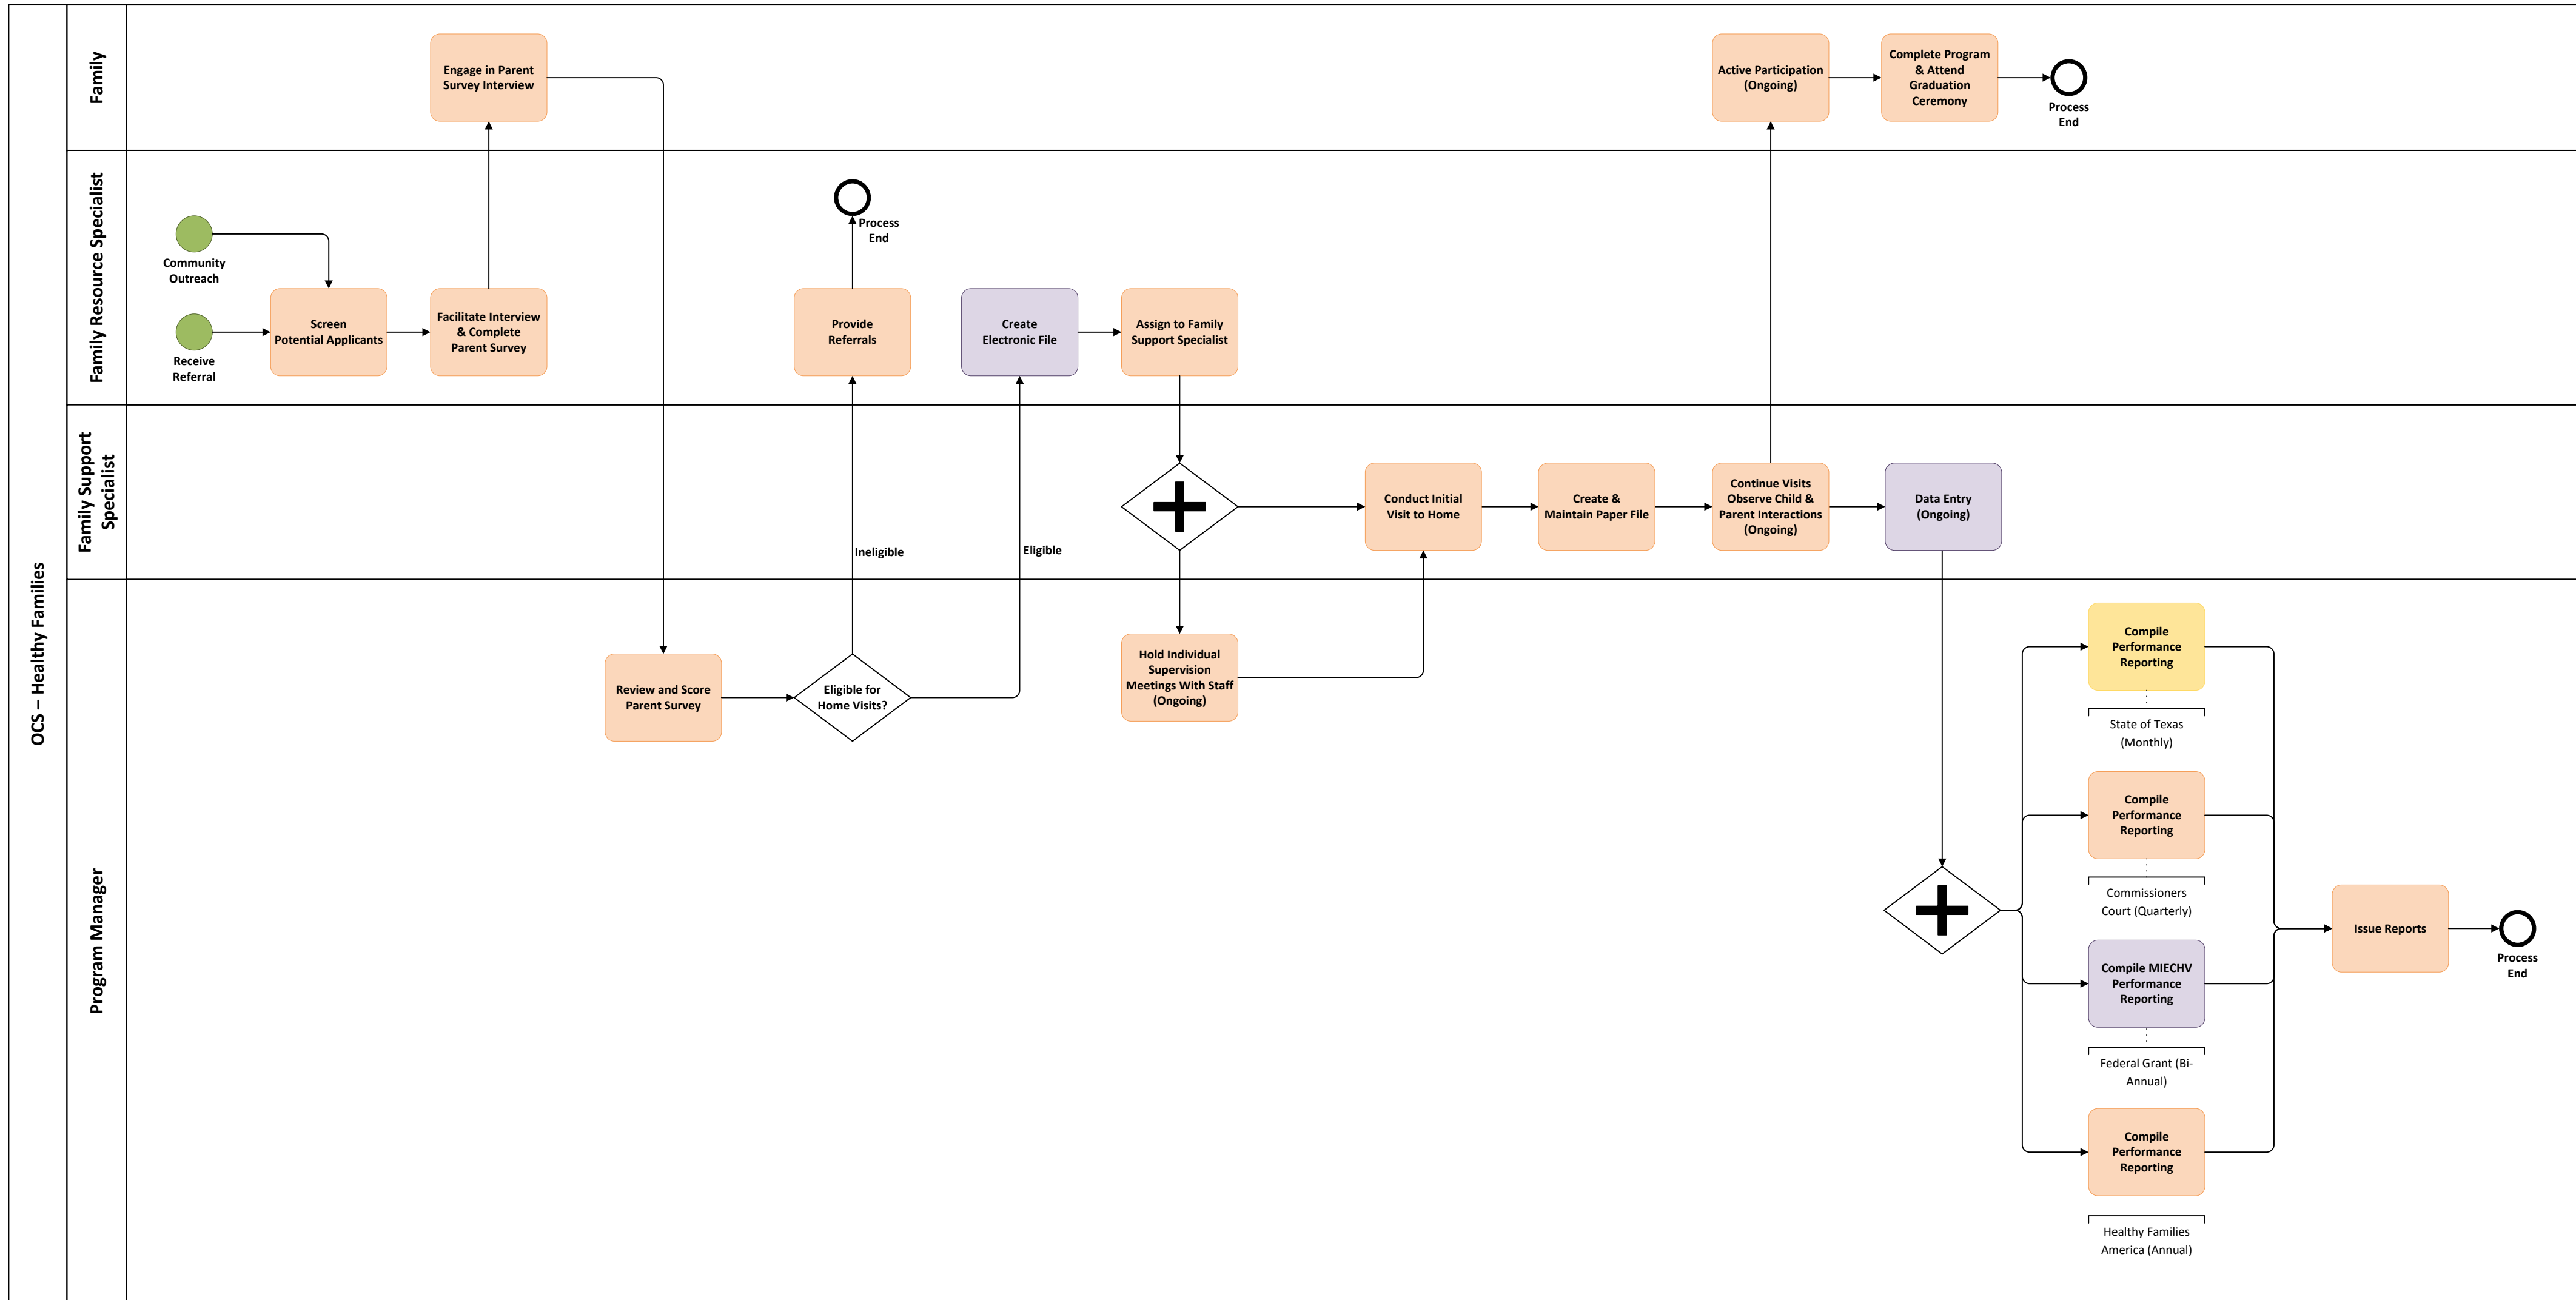 OCS – Healthy Families
Family
Engage in Parent
Survey Interview
Active Participation
(Ongoing)
Complete Program
& Attend
Graduation
Ceremony
Process
End
Family Resource Specialist
Community
Outreach
Receive
Referral
Screen
Potential Applicants
Facilitate Interview
& Complete
Parent Survey
Process
End
Provide
Referrals
Create
Electronic File
Assign to Family
Support Specialist
Family Support
Specialist
Ineligible
Eligible
Conduct Initial
Visit to Home
Create &
Maintain Paper File
Continue Visits
Observe Child &
Parent Interactions
(Ongoing)
Data Entry
(Ongoing)
Program Manager
Review and Score
Parent Survey
Eligible for
Home Visits?
Hold Individual
Supervision
Meetings With Staff
(Ongoing)
Compile
Performance
Reporting
State of Texas
(Monthly)
Compile
Performance
Reporting
Commissioners
Court (Quarterly)
Compile MIECHV
Performance
Reporting
Federal Grant (Bi-
Annual)
Compile
Performance
Reporting
Healthy Families
America (Annual)
Issue Reports
Process
End